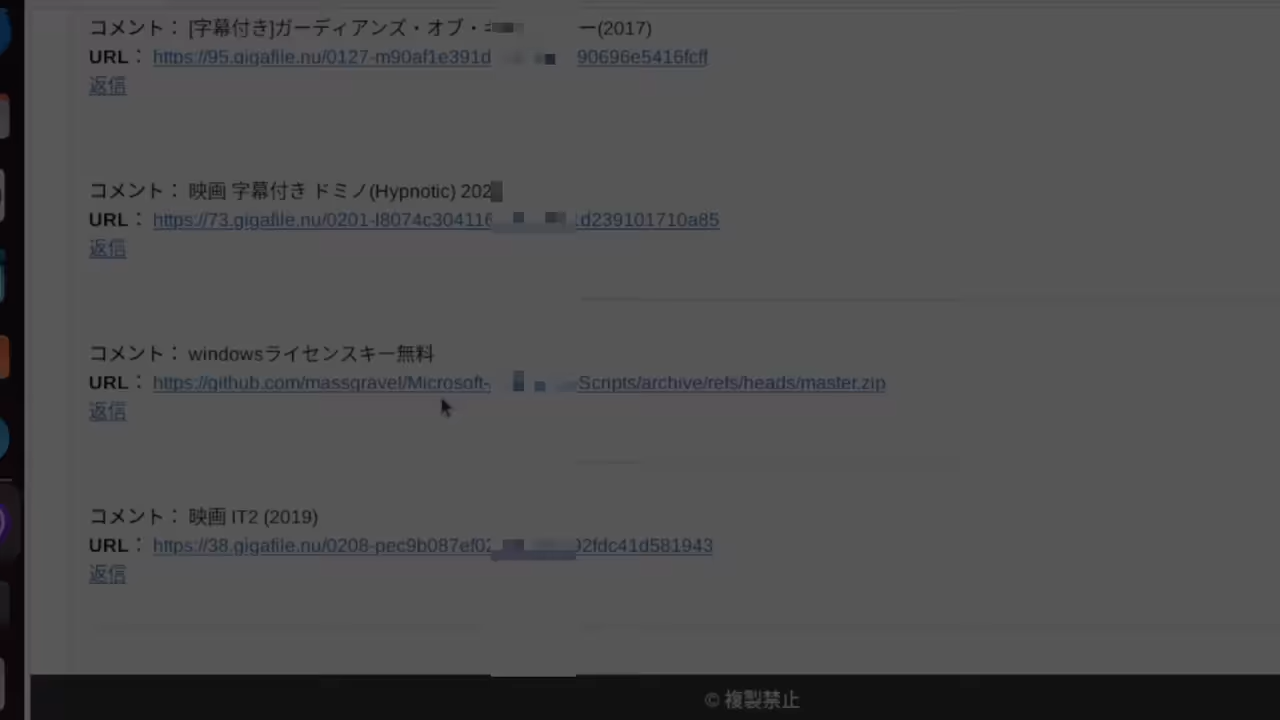 コメント： [字幕付き]ガーディアンズ・オブ・ ー(2017)
URL： https://95.gigafile.nu/0127-m90af1e391d 90696e5416fcff
返信
コメント： 映画 字幕付き ドミノ(Hypnotic) 202
URL： https://73.gigafile.nu/0201-l8074c304116 d239101710a85
返信
コメント： windowsライセンスキー無料
URL： https://github.com/massgravel/Microsoft- Scripts/archive/refs/heads/master.zip
返信
コメント： 映画 IT2 (2019)
URL： https://38.gigafile.nu/0208-pec9b087ef02 92fdc41d581943
返信
© 複製禁止